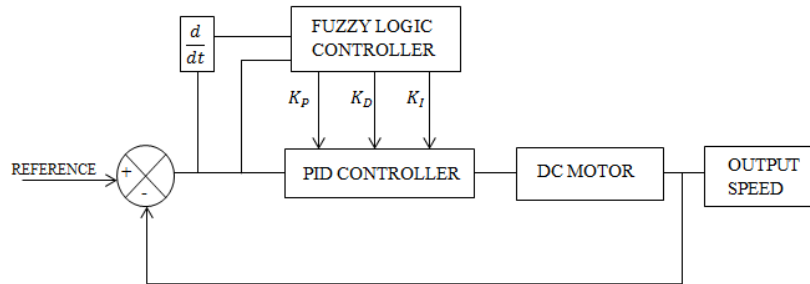 FUZZY LOGIC
CONTROLLER
d
dt
K_P K_D K_I
REFERENCE
+
-
PID CONTROLLER
DC MOTOR
OUTPUT
SPEED